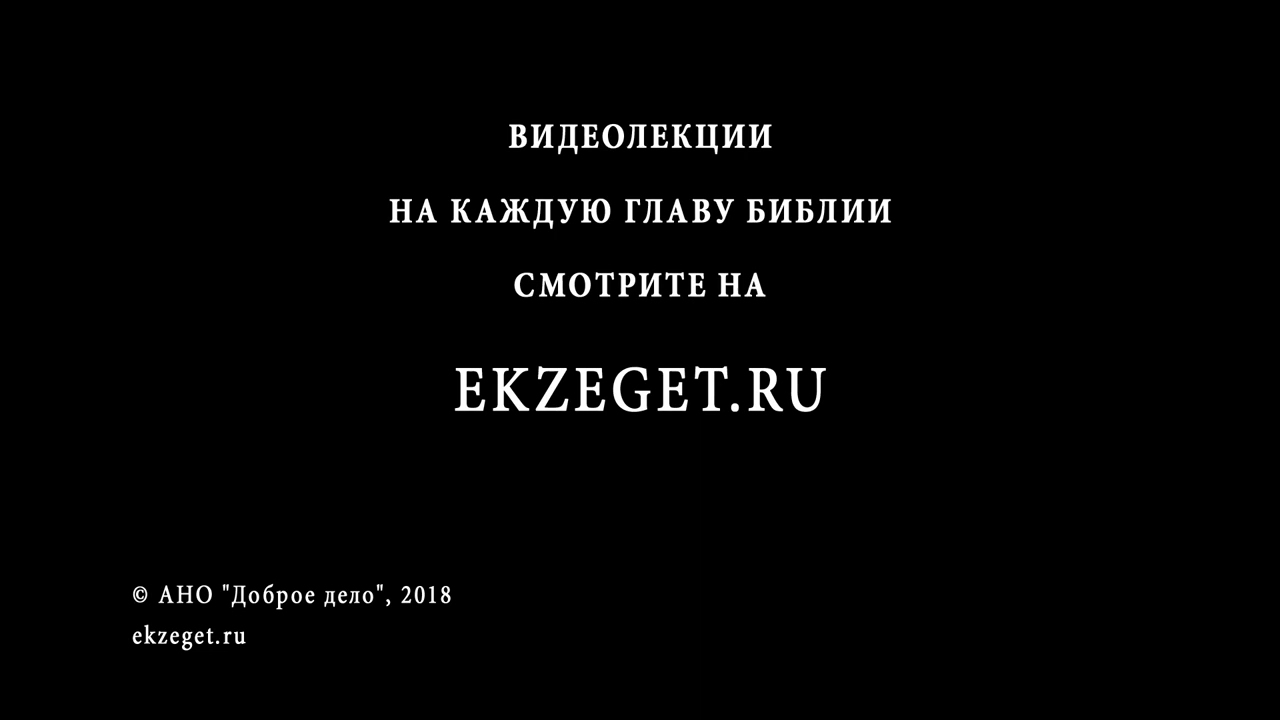 ВИДЕОЛЕКЦИИ
НА КАЖДУЮ ГЛАВУ БИБЛИИ
СМОТРИТЕ НА
EKZEGET.RU
© АНО "Доброе дело", 2018
ekzeget.ru